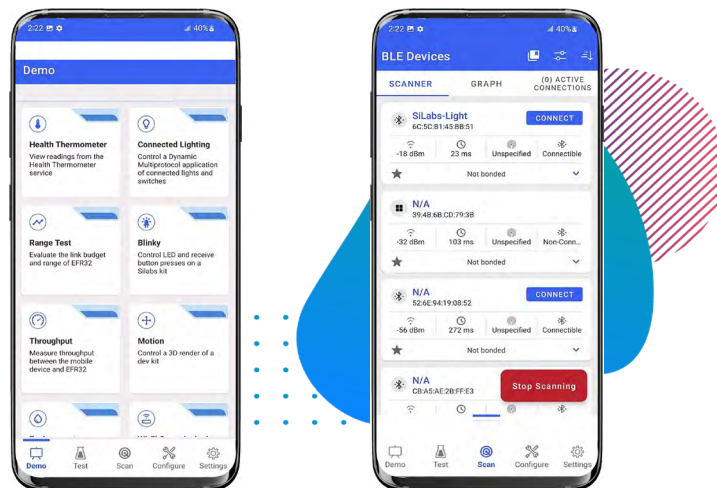 2:22
40%
Demo
Health Thermometer
View readings from the
Health Thermometer
service
Connected Lighting
Control a Dynamic
Multiprotocol application
of connected lights and
switches
Range Test
Evaluate the link budget
and range of EFR32
Blinky
Control LED and receive
button presses on a
Silabs kit
Throughput
Measure throughput
between the mobile
device and EFR32
Motion
Control a 3D render of a
dev kit
Demo
Test
Scan
Configure
Settings
2:22
40%
BLE Devices
SCANNER
GRAPH
(0) ACTIVE
CONNECTIONS
SiLabs-Light
6C:5C:B1:45:BB:51
CONNECT
-18 dBm
23 ms
Unspecified
Connectible
Not bonded
N/A
39:4B:6B:CD:79:3B
-32 dBm
103 ms
Unspecified
Non-Conn...
Not bonded
N/A
52:6E:94:19:08:52
CONNECT
-56 dBm
272 ms
Unspecified
Connectible
Not bonded
N/A
CB:A5:AE:2B:FF:E3
Stop Scanning
Demo
Test
Scan
Configure
Settings